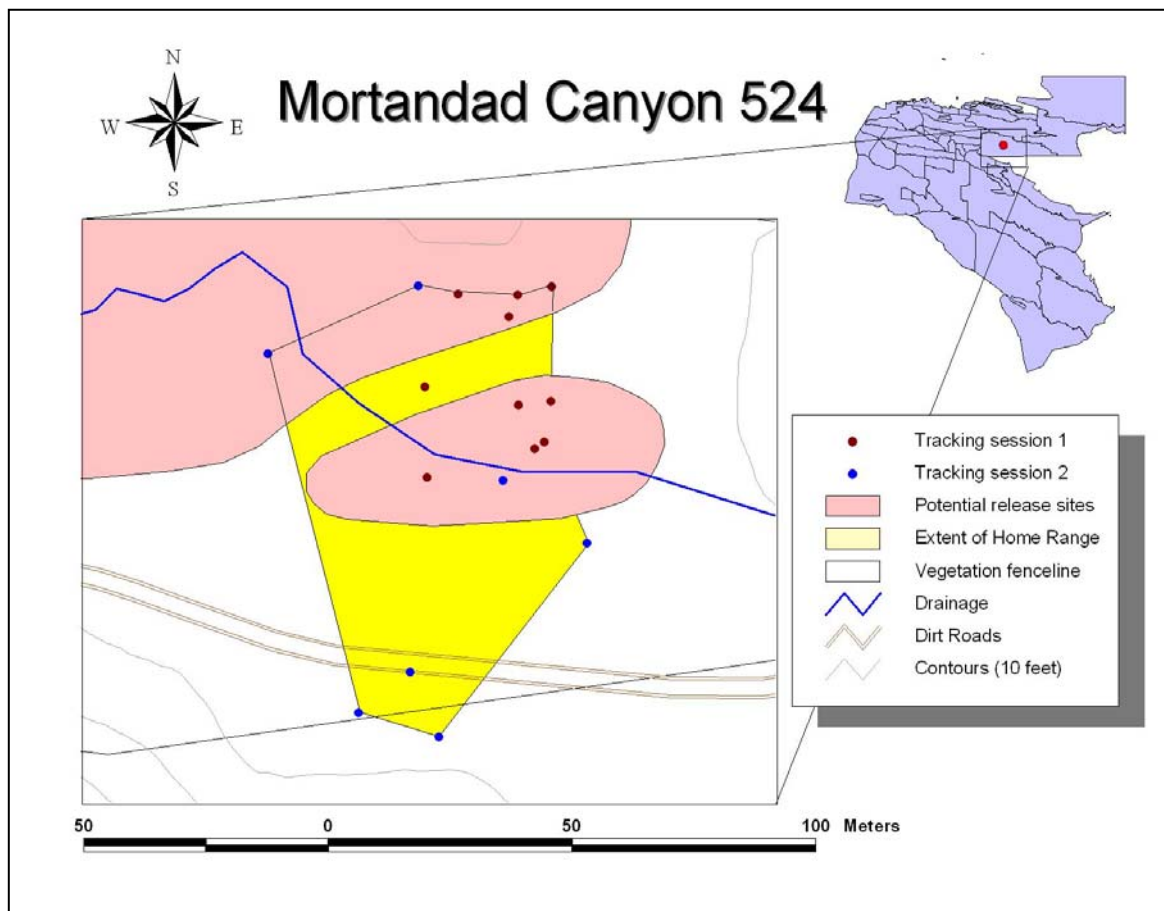 N
Mortandad Canyon 524
W E
S
Tracking session 1
Tracking session 2
Potential release sites
Extent of Home Range
Vegetation fenceline
Drainage
Dirt Roads
Contours (10 feet)
50 0 50 100 Meters